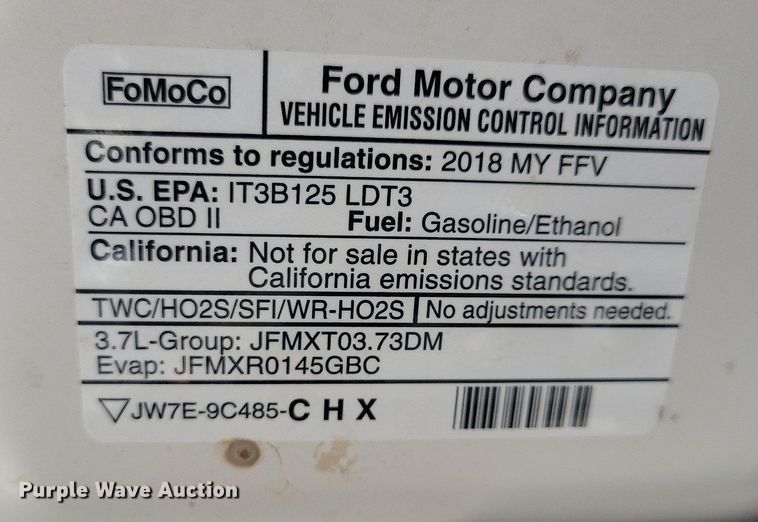 FoMoCo
Ford Motor Company
VEHICLE EMISSION CONTROL INFORMATION
Conforms to regulations: 2018 MY FFV
U.S. EPA: IT3B125 LDT3
CA OBD II Fuel: Gasoline/Ethanol
California: Not for sale in states with
California emissions standards.
TWC/HO2S/SFI/WR-HO2S No adjustments needed.
3.7L-Group: JFMXT03.73DM
Evap: JFMXR0145GBC
▽JW7E-9C485-C H X
Purple Wave Auction